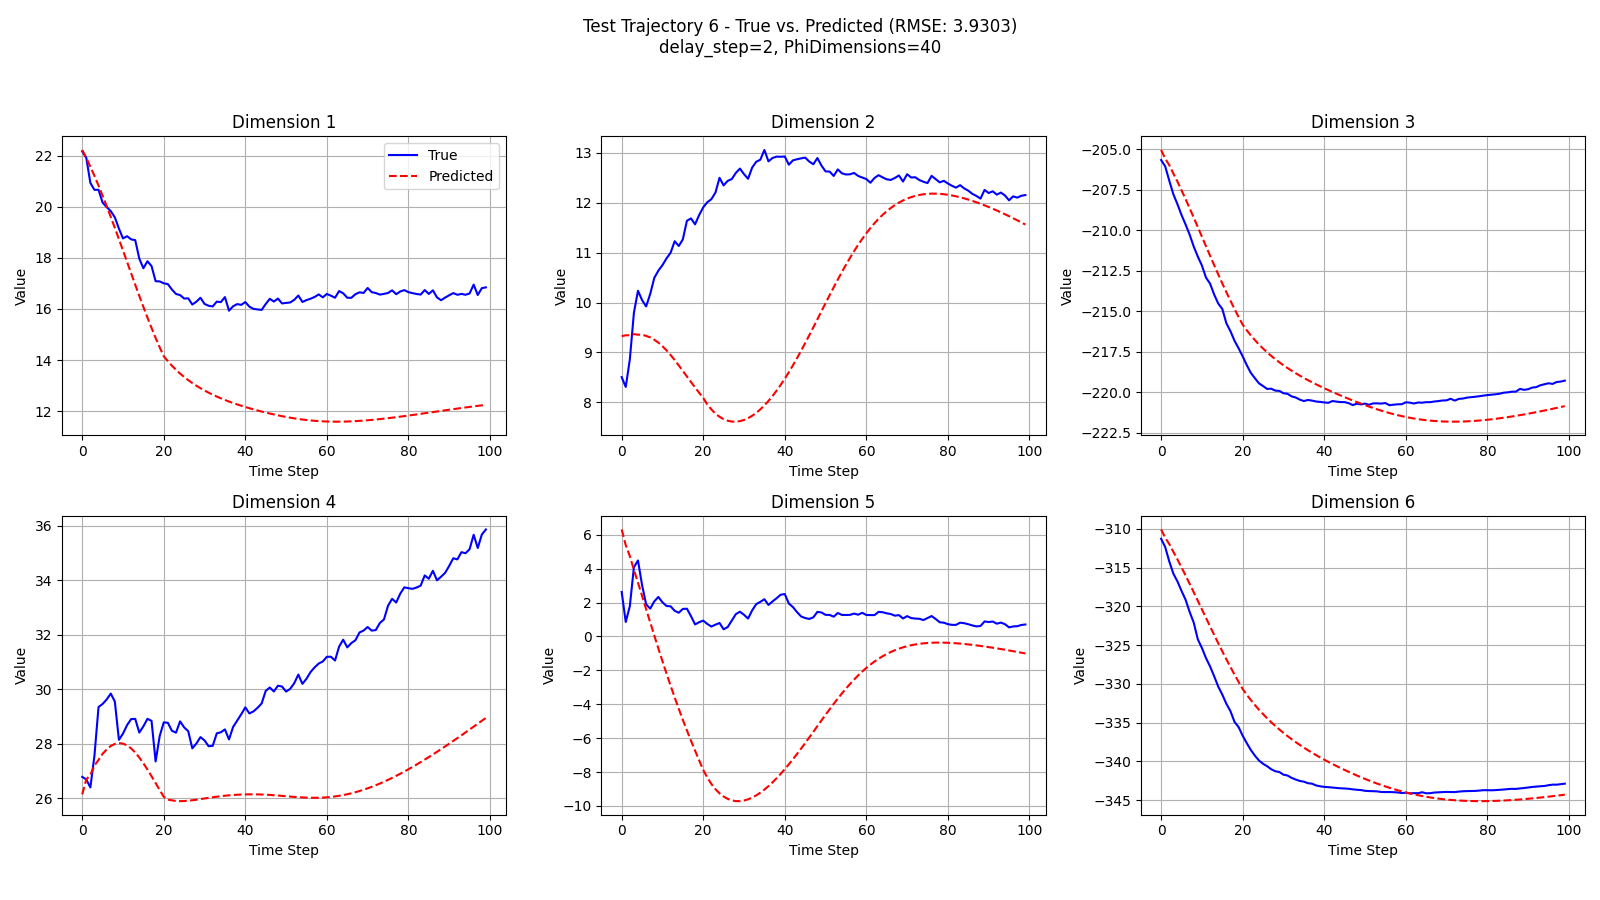 Test Trajectory 6 - True vs. Predicted (RMSE: 3.9303)
delay_step=2, PhiDimensions=40
Dimension 1
22
20
18
16
14
12
0 20 40 60 80 100
Value
Time Step
True
Predicted
Dimension 2
13
12
11
10
9
8
0 20 40 60 80 100
Value
Time Step
Dimension 3
−205.0
−207.5
−210.0
−212.5
−215.0
−217.5
−220.0
−222.5
0 20 40 60 80 100
Value
Time Step
Dimension 4
36
34
32
30
28
26
0 20 40 60 80 100
Value
Time Step
Dimension 5
6
4
2
0
−2
−4
−6
−8
−10
0 20 40 60 80 100
Value
Time Step
Dimension 6
−310
−315
−320
−325
−330
−335
−340
−345
0 20 40 60 80 100
Value
Time Step